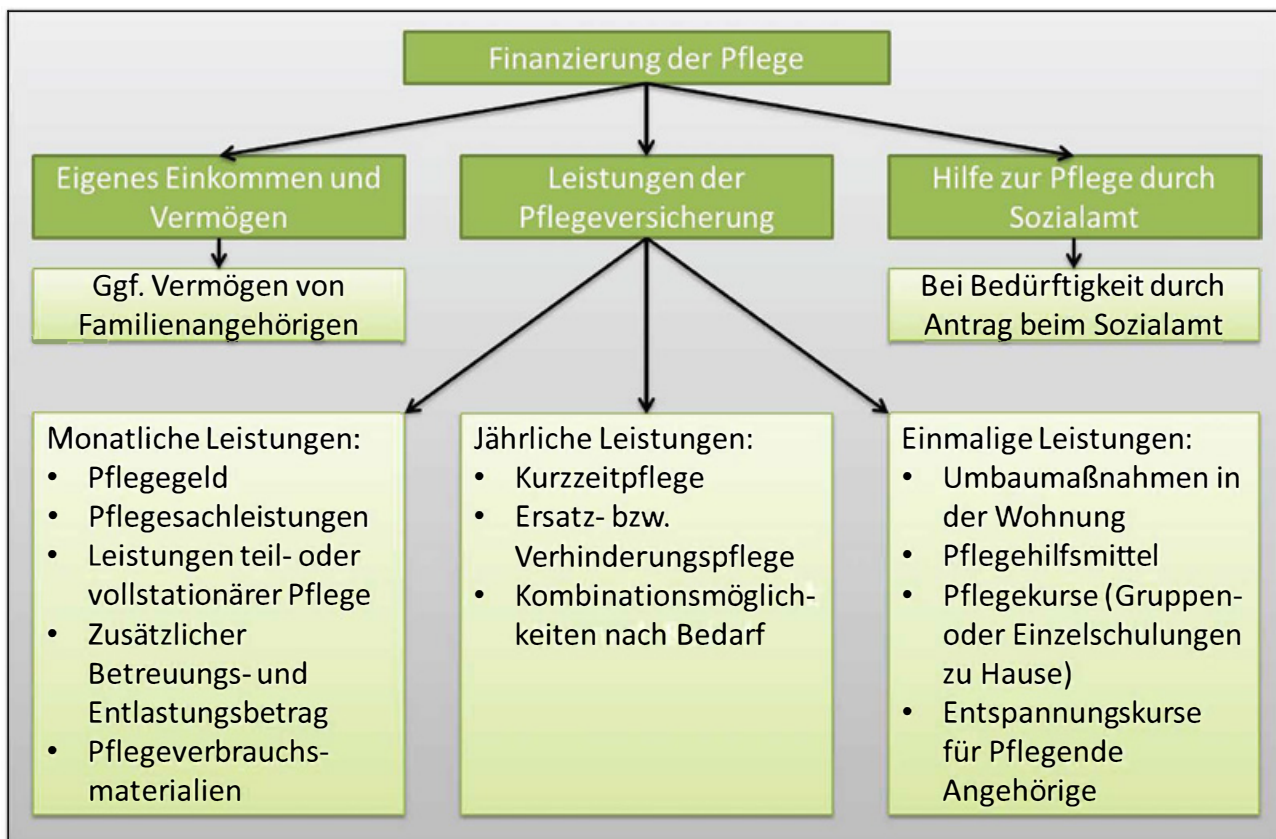 Finanzierung der Pflege
Eigenes Einkommen und
Vermögen
Leistungen der
Pflegeversicherung
Hilfe zur Pflege durch
Sozialamt
Ggf. Vermögen von
Familienangehörigen
Bei Bedürftigkeit durch
Antrag beim Sozialamt
Monatliche Leistungen:
• Pflegegeld
• Pflegesachleistungen
• Leistungen teil- oder
vollstationärer Pflege
• Zusätzlicher
Betreuungs- und
Entlastungsbetrag
• Pflegeverbrauchs-
materialien
Jährliche Leistungen:
• Kurzzeitpflege
• Ersatz- bzw.
Verhinderungspflege
• Kombinationsmöglich-
keiten nach Bedarf
Einmalige Leistungen:
• Umbaumaßnahmen in
der Wohnung
• Pflegehilfsmittel
• Pflegekurse (Gruppen-
oder Einzelschulungen
zu Hause)
• Entspannungskurse
für Pflegende
Angehörige